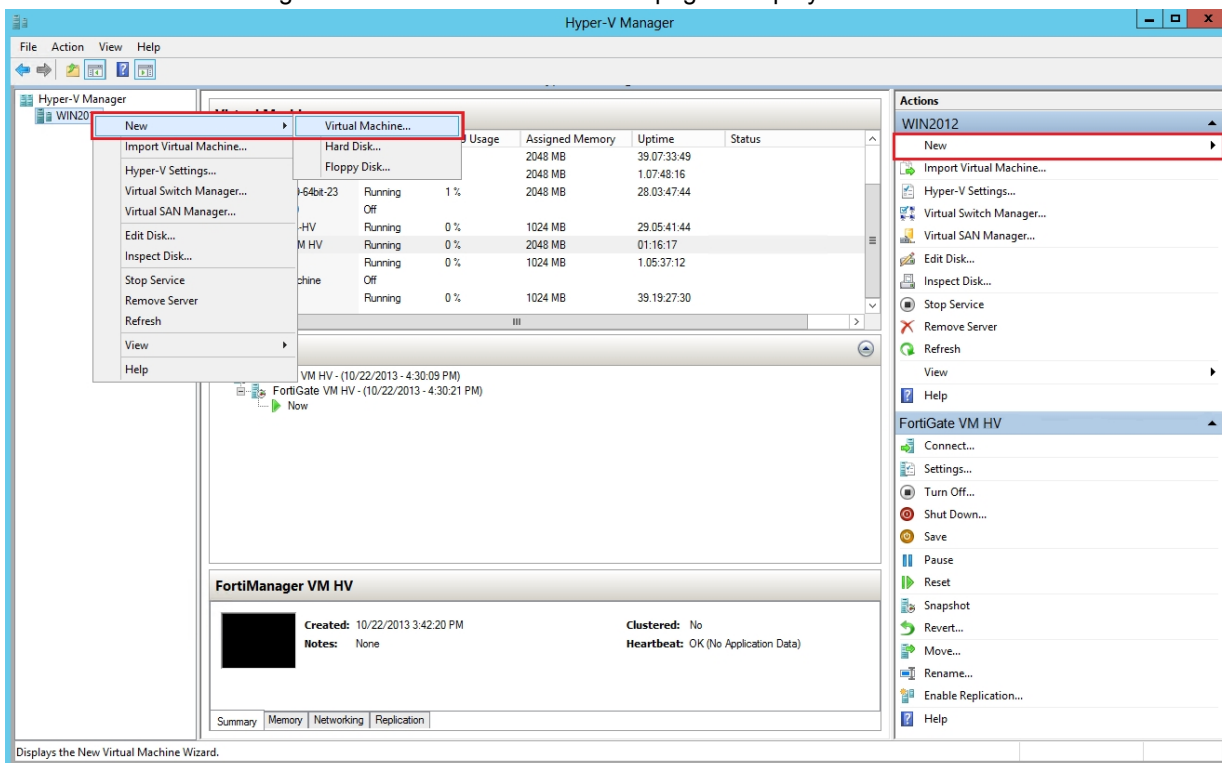 Hyper-V Manager
File Action View Help
Hyper-V Manager
WIN20
New
Import Virtual Machine...
Hyper-V Settings...
Virtual Switch Manager...
Virtual SAN Manager...
Edit Disk...
Inspect Disk...
Stop Service
Remove Server
Refresh
View
Help
Virtual Machine...
Hard Disk...
Floppy Disk...
Usage Assigned Memory Uptime Status
2048 MB 39.07:33:49
2048 MB 1.07:48:16
-64bit-23 Running 1 % 2048 MB 28.03:47:44
Off
-HV Running 0 % 1024 MB 29.05:41:44
M HV Running 0 % 2048 MB 01:16:17
Running 0 % 1024 MB 1.05:37:12
chine Off
Running 0 % 1024 MB 39.19:27:30
VM HV - (10/22/2013 - 4:30:09 PM)
FortiGate VM HV - (10/22/2013 - 4:30:21 PM)
Now
FortiManager VM HV
Created: 10/22/2013 3:42:20 PM Clustered: No
Notes: None Heartbeat: OK (No Application Data)
Summary Memory Networking Replication
Actions
WIN2012
New
Import Virtual Machine...
Hyper-V Settings...
Virtual Switch Manager...
Virtual SAN Manager...
Edit Disk...
Inspect Disk...
Stop Service
Remove Server
Refresh
View
Help
FortiGate VM HV
Connect...
Settings...
Turn Off...
Shut Down...
Save
Pause
Reset
Snapshot
Revert...
Move...
Rename...
Enable Replication...
Help
Displays the New Virtual Machine Wizard.